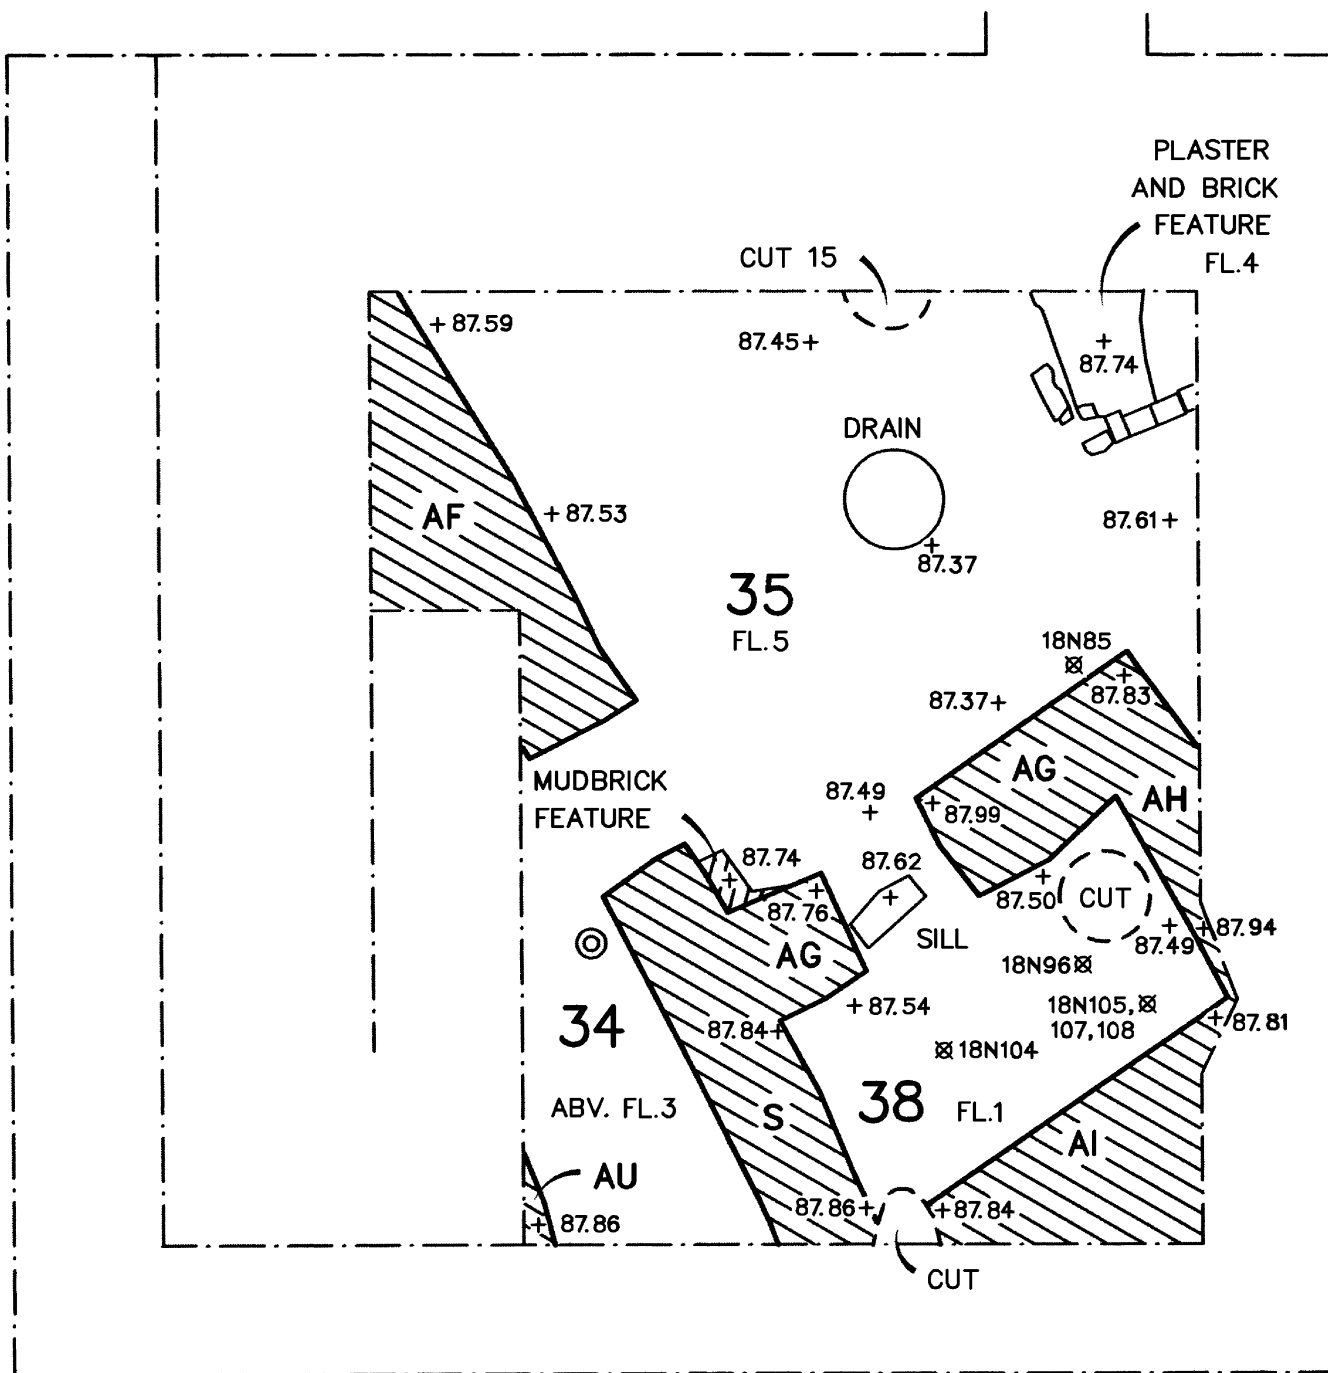 PLASTER
AND BRICK
FEATURE
FL.4
CUT 15
87.59
87.45
87.74
DRAIN
AF
87.53
87.61
87.37
35
FL.5
18N85
87.37
87.83
MUDBRICK
FEATURE
AG
AH
87.49
87.99
87.74
87.62
87.76
87.50
CUT
AG
SILL
87.49
87.94
18N96
34
87.84
87.54
18N105,
107,108
87.81
18N104
ABV. FL.3
S
38
FL.1
AI
AU
87.86
87.86
87.84
CUT